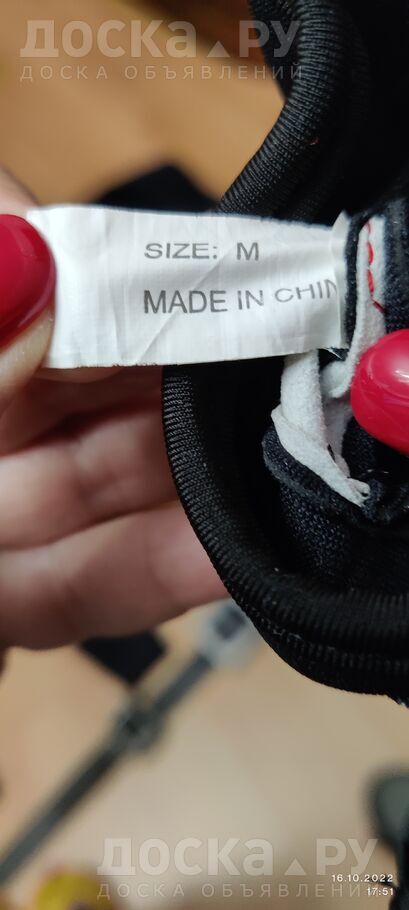 ДОСКА.РУ
ДОСКА ОБЪЯВЛЕНИЙ
SIZE: M
MADE IN CHIN
ДОСКА.РУ
ДОСКА ОБЪЯВЛЕНИЙ
16.10.2022
17:51